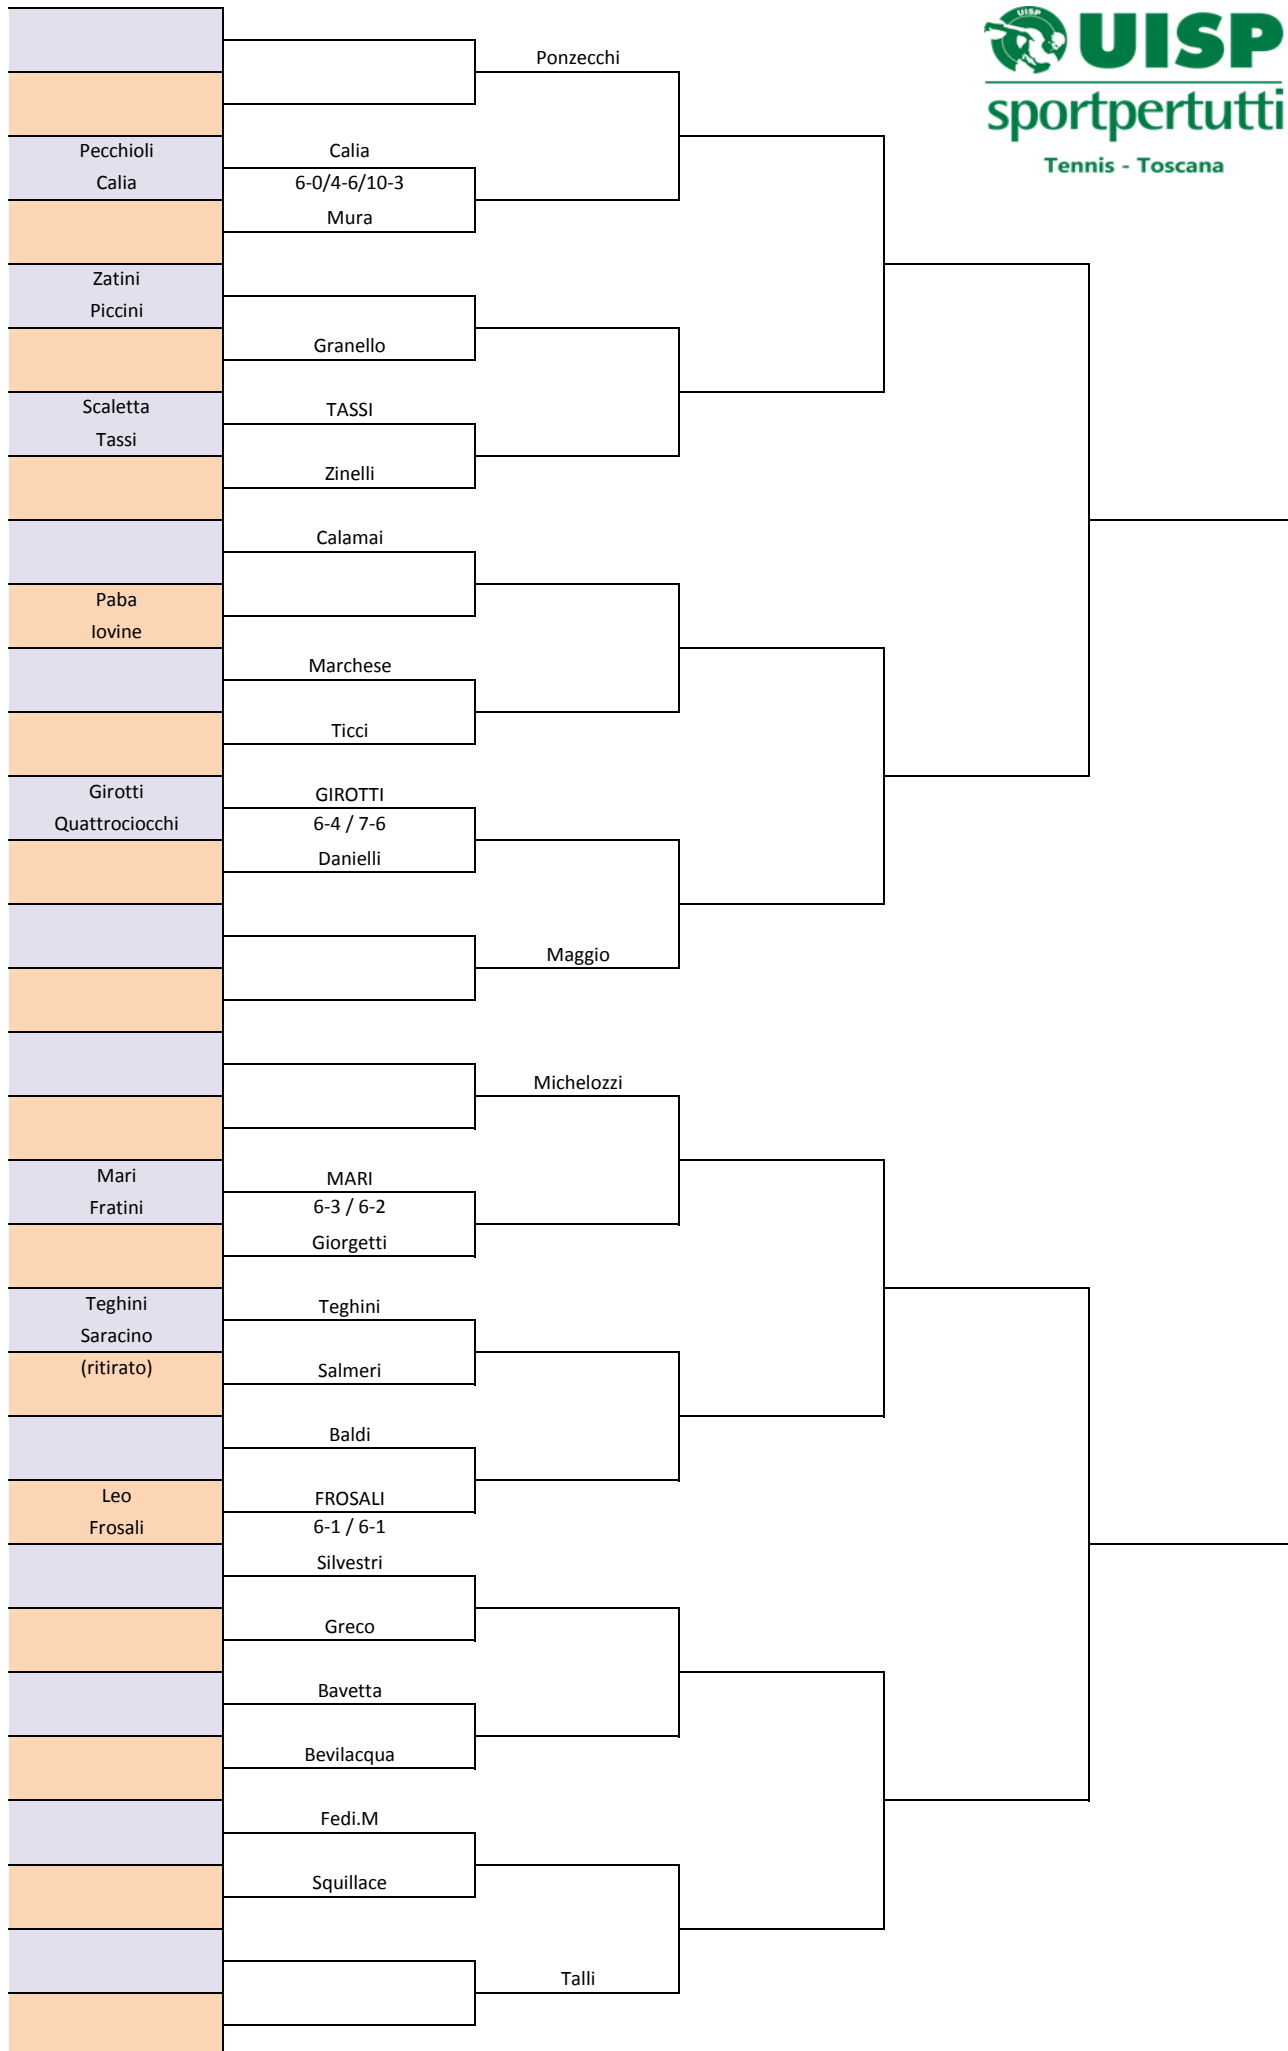 UISP
UISP
sportpertutti
Tennis - Toscana
Ponzecchi
Pecchioli
Calia
Calia
6-0/4-6/10-3
Mura
Zatini
Piccini
Granello
Scaletta
Tassi
TASSI
Zinelli
Calamai
Paba
Iovine
Marchese
Ticci
Girotti
Quattrociocchi
GIROTTI
6-4 / 7-6
Danielli
Maggio
Michelozzi
Mari
Fratini
MARI
6-3 / 6-2
Giorgetti
Teghini
Saracino
(ritirato)
Teghini
Salmeri
Baldi
Leo
Frosali
FROSALI
6-1 / 6-1
Silvestri
Greco
Bavetta
Bevilacqua
Fedi.M
Squillace
Talli